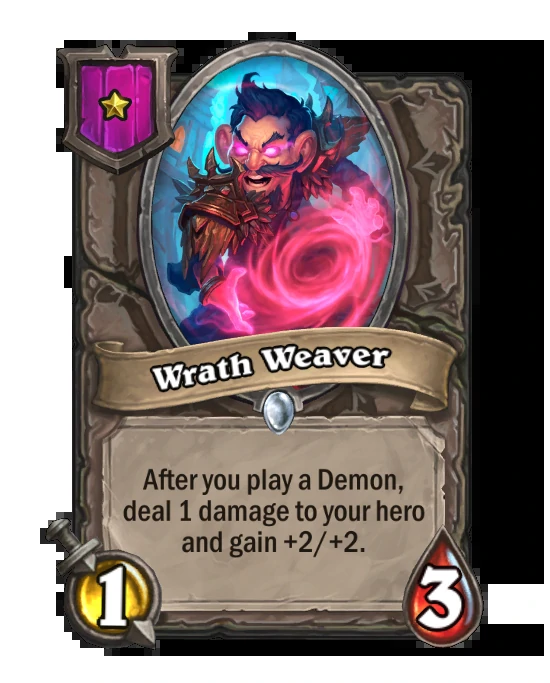 Wrath Weaver
After you play a Demon,
deal 1 damage to your hero
and gain +2/+2.
1
3